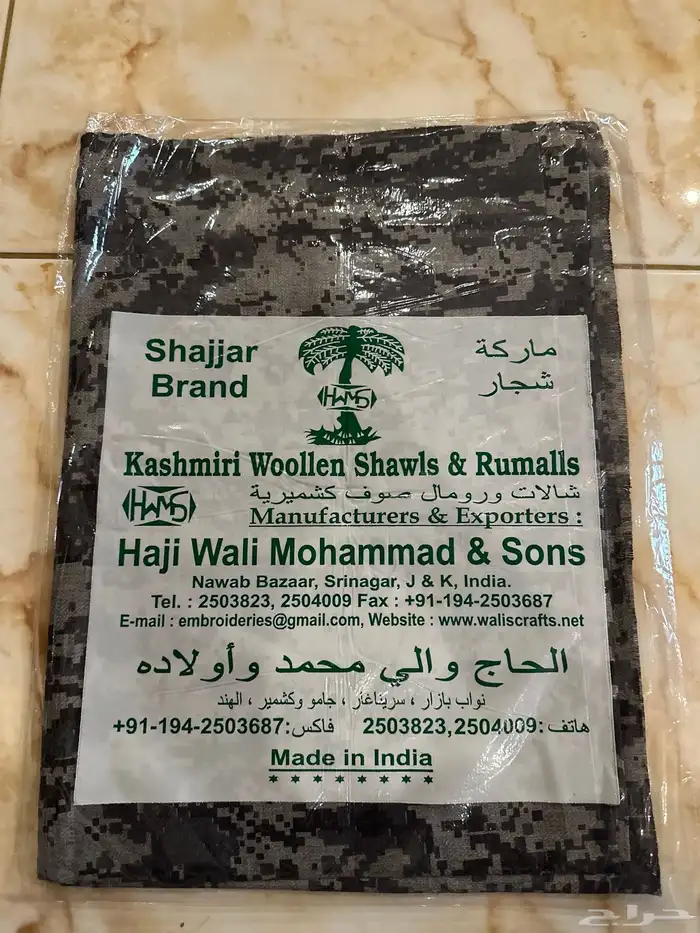 Shajjar
Brand
ماركة
شجار
HWMS
Kashmiri Woollen Shawls & Rumalls
HWMS
شالات ورومال صوف كشميرية
Manufacturers & Exporters :
Haji Wali Mohammad & Sons
Nawab Bazaar, Srinagar, J & K, India.
Tel. : 2503823, 2504009 Fax : +91-194-2503687
E-mail : embroideries@gmail.com, Website : www.waliscrafts.net
الحاج والي محمد وأولاده
نواب بازار ، سريناغار ، جامو وكشمير ، الهند
هاتف :2503823,2504009 فاكس:2503687-194-91+
Made in India
حراج